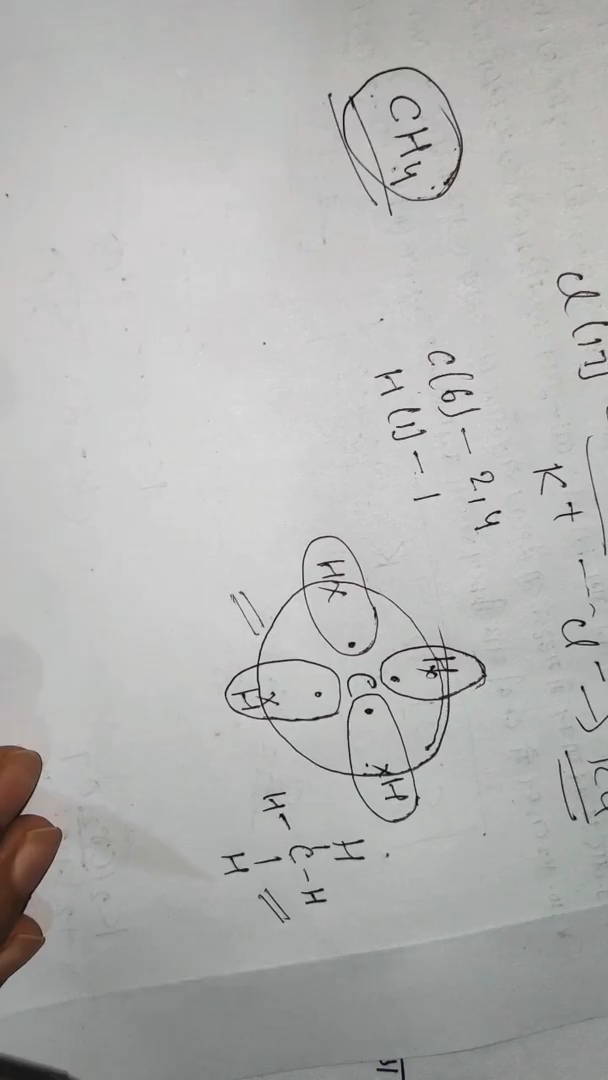 Cl (17)
K+ Cl- → KCl
CH4
C(6) - 2,4
H(1) - 1
H x
H x
C
H x
x H
H
H - C - H
H